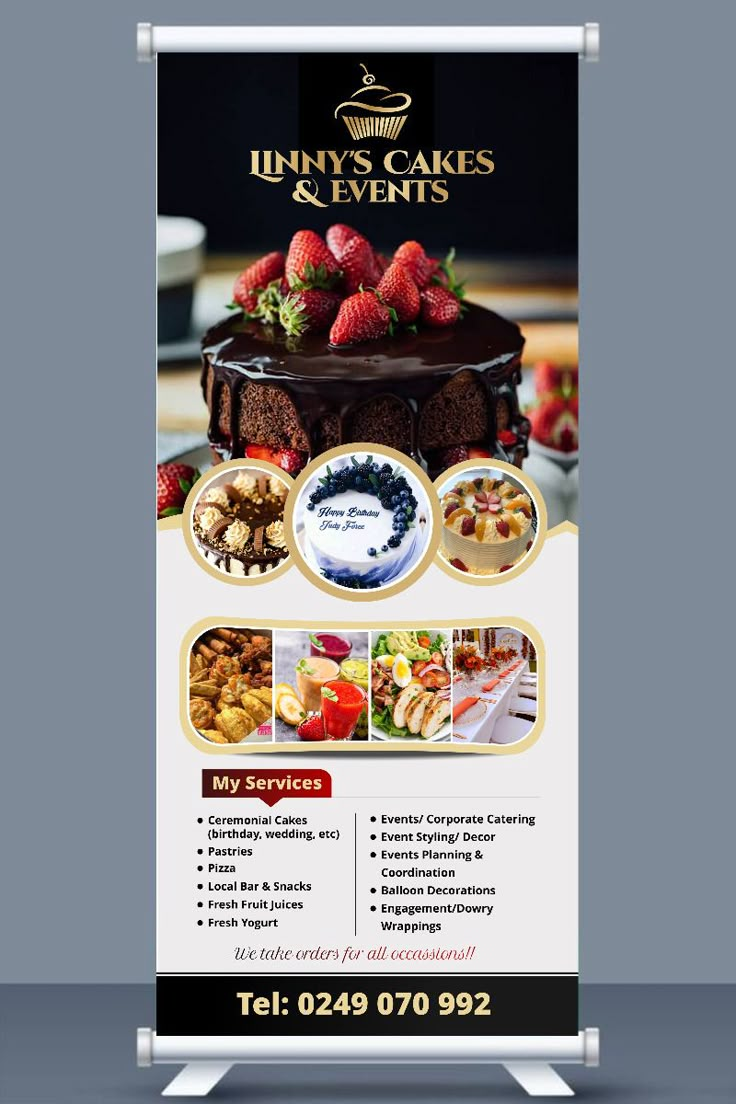 LINNY'S CAKES
& EVENTS
Happy Birthday
Judy Force
My Services
Ceremonial Cakes
(birthday, wedding, etc)
Pastries
Pizza
Local Bar & Snacks
Fresh Fruit Juices
Fresh Yogurt
Events/ Corporate Catering
Event Styling/ Decor
Events Planning &
Coordination
Balloon Decorations
Engagement/Dowry
Wrappings
We take orders for all occassions!!
Tel: 0249 070 992